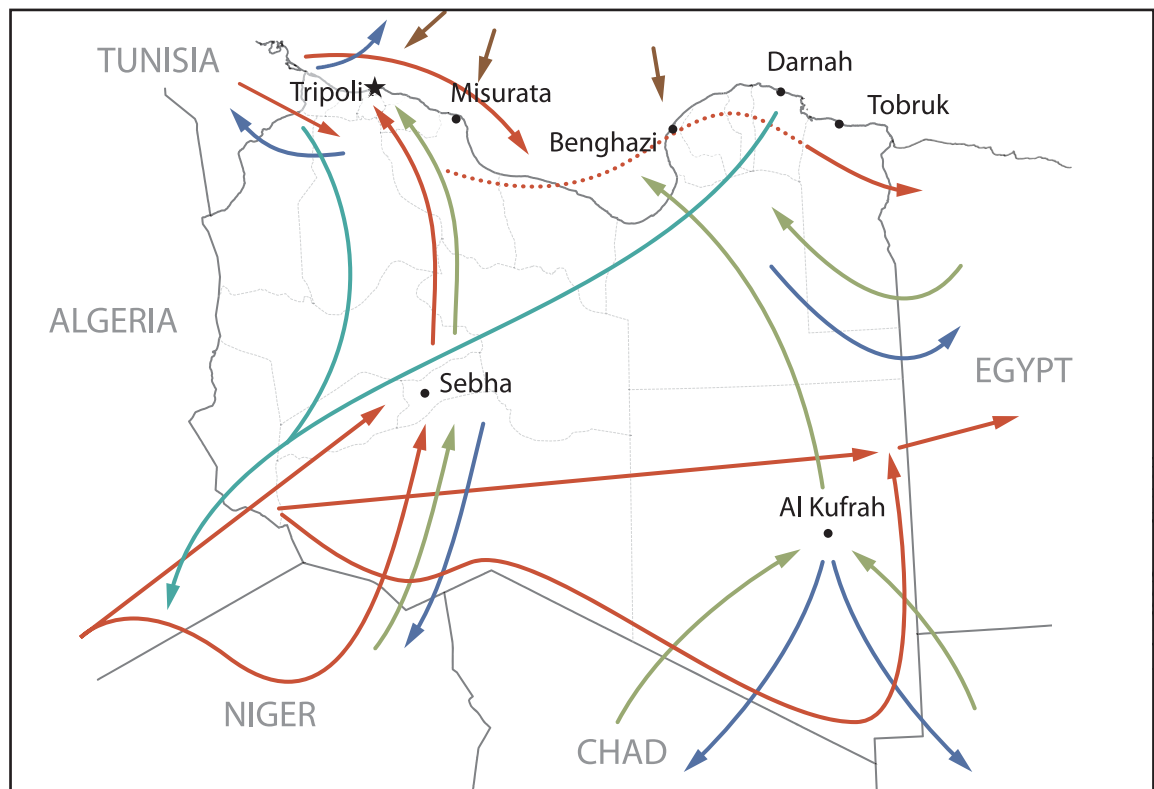 TUNISIA
Tripoli
Misurata
Darnah
Tobruk
Benghazi
ALGERIA
Sebha
EGYPT
Al Kufrah
NIGER
CHAD